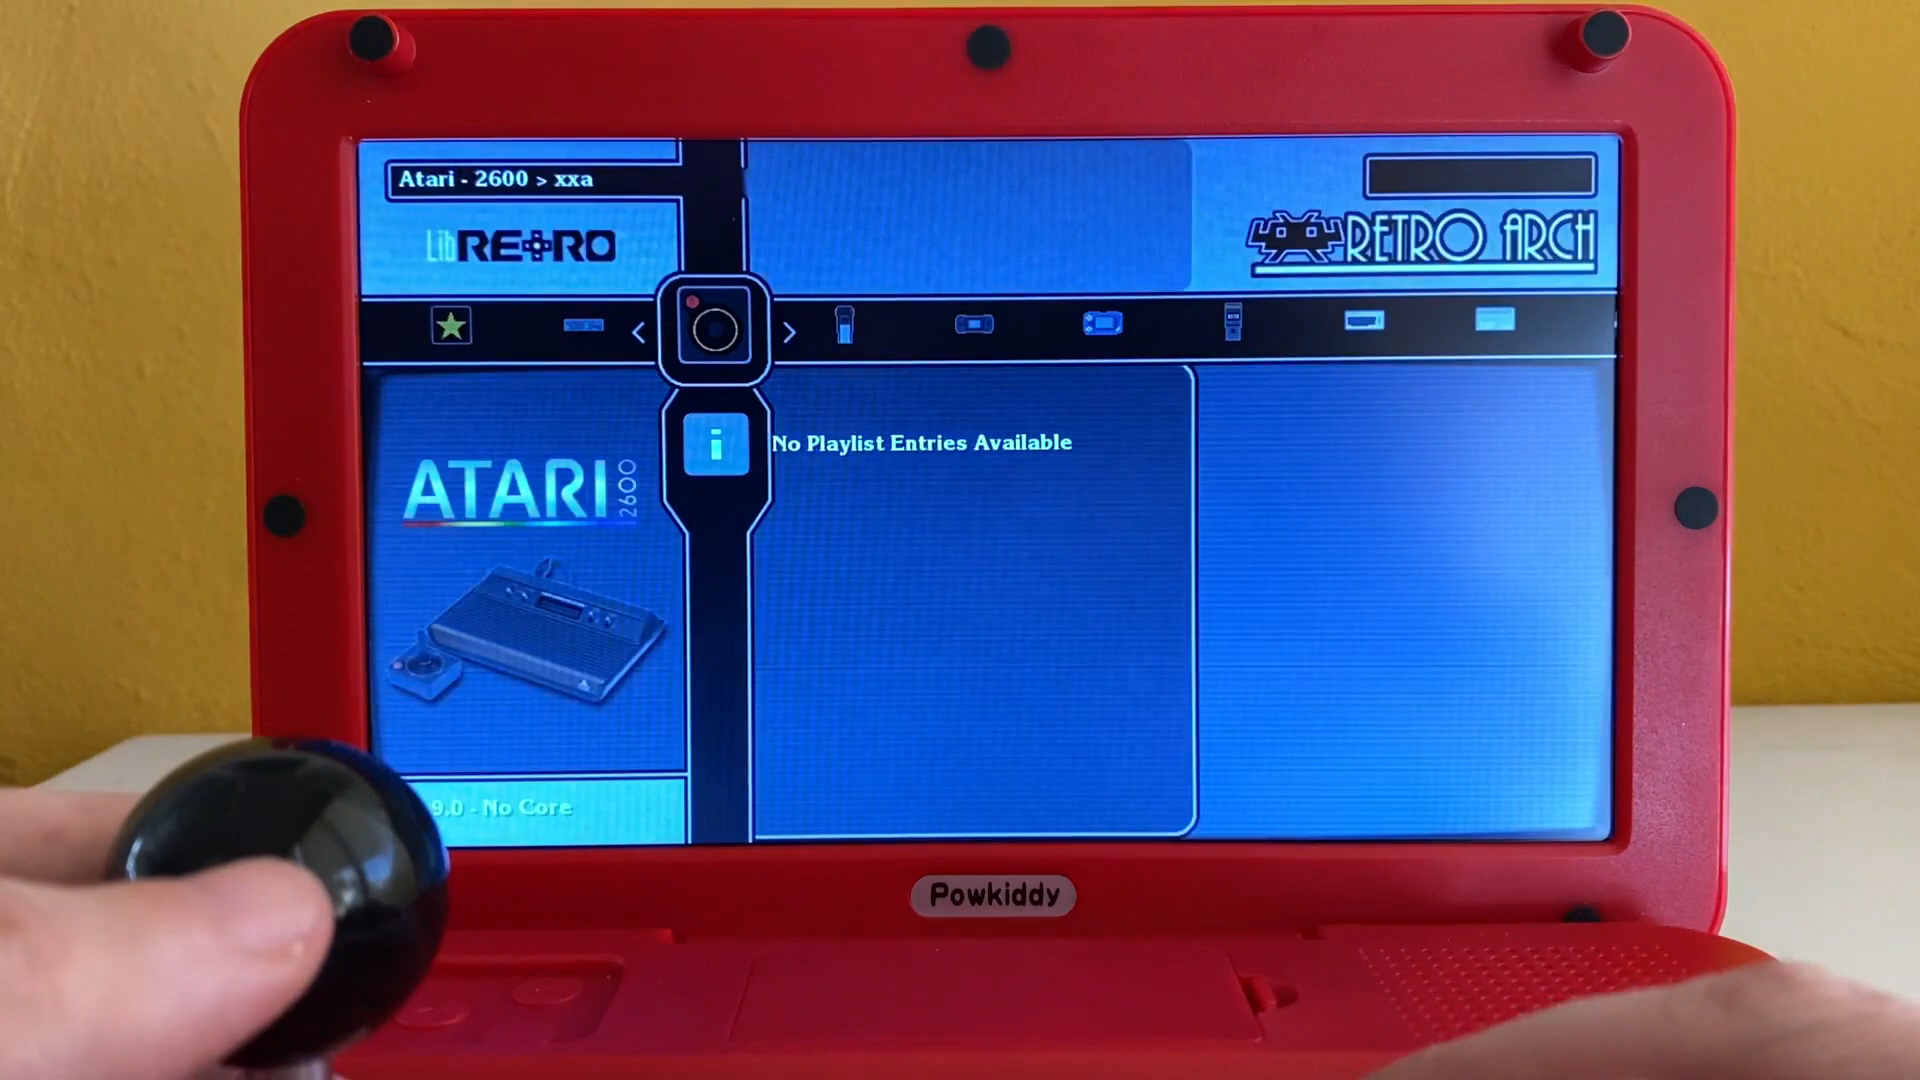 Atari - 2600 > xxa
LibRETRO
RETRO ARCH
No Playlist Entries Available
ATARI 2600
9.0 - No Core
Powkiddy